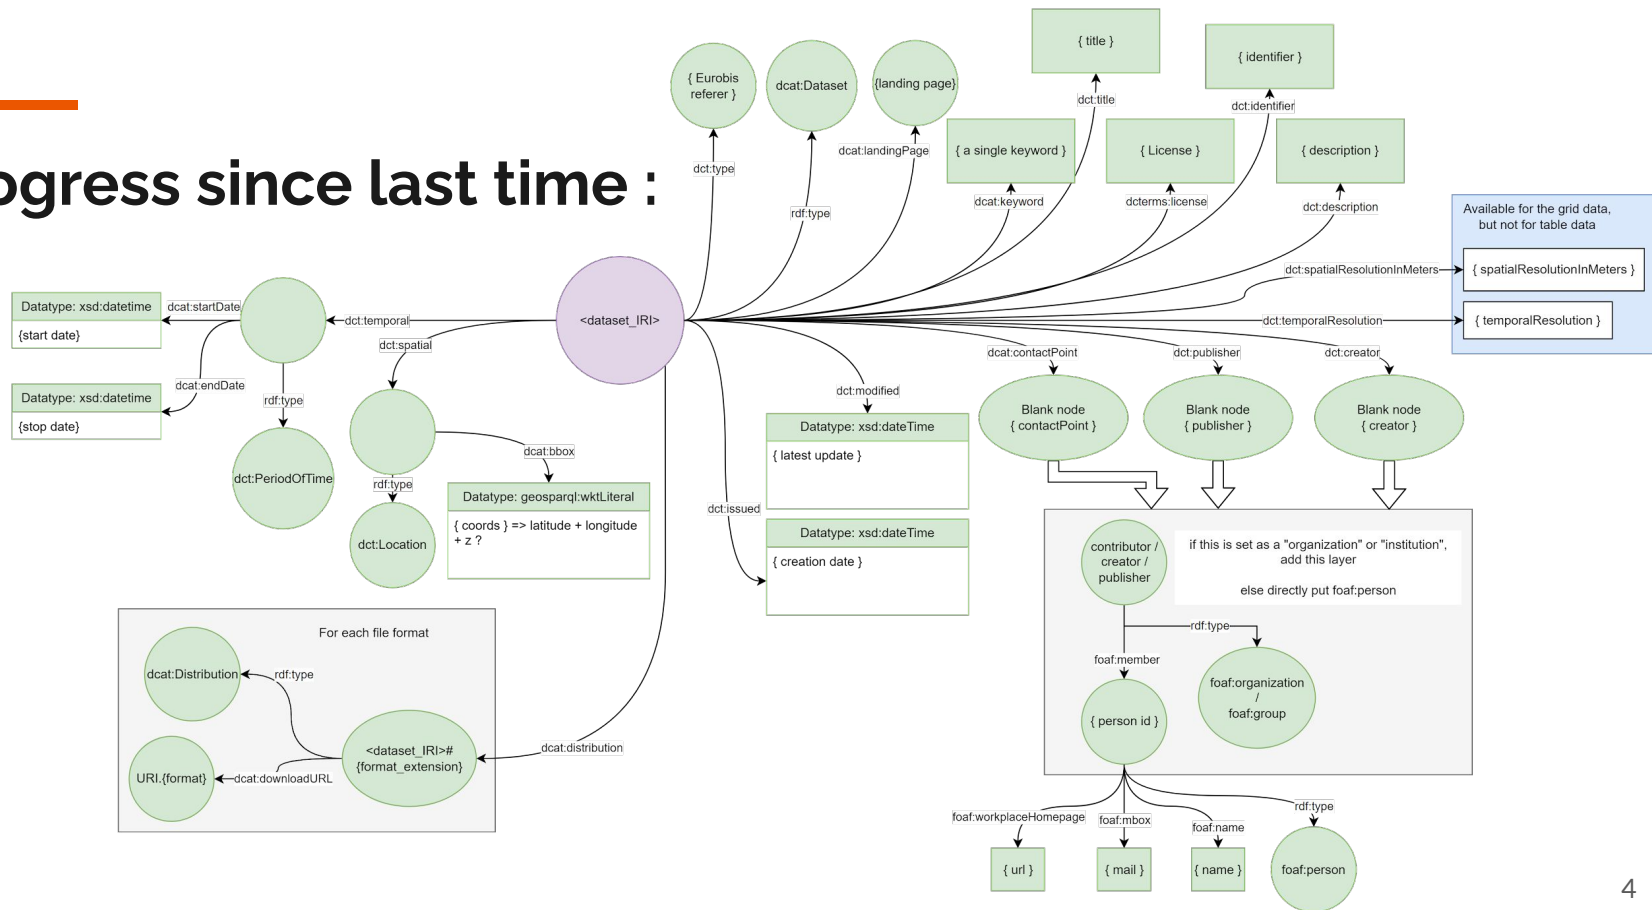 ogress since last time :
{ title }
{ identifier }
{ Eurobis
referer }
dcat:Dataset
{landing page}
dct:title
dct:identifier
dcat:landingPage
{ a single keyword }
{ License }
{ description }
dct:type
rdf:type
dcat:keyword
dcterms:license
dct:description
Available for the grid data,
but not for table data
dct:spatialResolutionInMeters
{ spatialResolutionInMeters }
dct:temporalResolution
{ temporalResolution }
Datatype: xsd:datetime
{start date}
dcat:startDate
dct:temporal
<dataset_IRI>
dct:spatial
dcat:contactPoint
dct:publisher
dct:creator
Datatype: xsd:datetime
{stop date}
dcat:endDate
rdf:type
dct:modified
Blank node
{ contactPoint }
Blank node
{ publisher }
Blank node
{ creator }
Datatype: xsd:dateTime
{ latest update }
dcat:bbox
dct:PeriodOfTime
rdf:type
Datatype: geosparql:wktLiteral
{ coords } => latitude + longitude
+ z ?
dct:issued
dct:Location
Datatype: xsd:dateTime
{ creation date }
contributor /
creator /
publisher
if this is set as a "organization" or "institution",
add this layer
else directly put foaf:person
rdf:type
foaf:member
foaf:organization
/
foaf:group
{ person id }
For each file format
dcat:Distribution
rdf:type
<dataset_IRI>#
{format_extension}
URI.{format}
dcat:downloadURL
dcat:distribution
foaf:workplaceHomepage
foaf:mbox
foaf:name
rdf:type
{ url }
{ mail }
{ name }
foaf:person
4